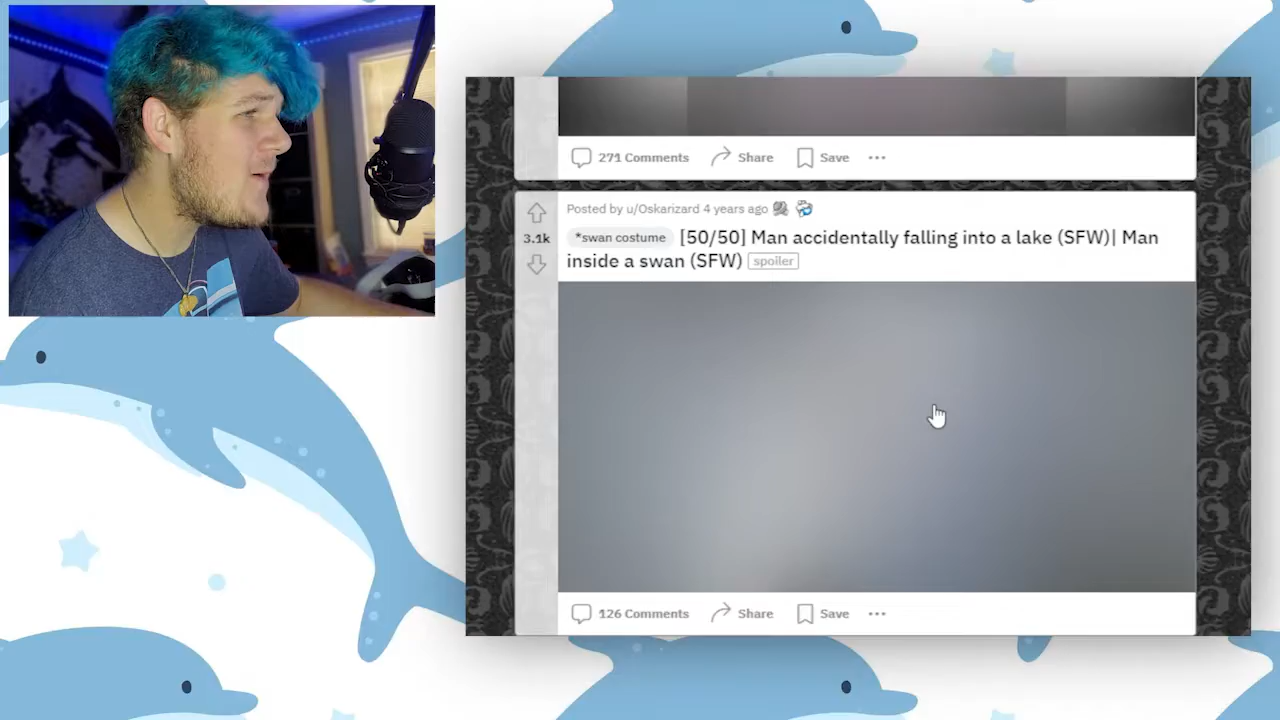 271 Comments Share Save
Posted by u/Oskarizard 4 years ago
3.1k
*swan costume [50/50] Man accidentally falling into a lake (SFW)| Man
inside a swan (SFW) spoiler
126 Comments Share Save